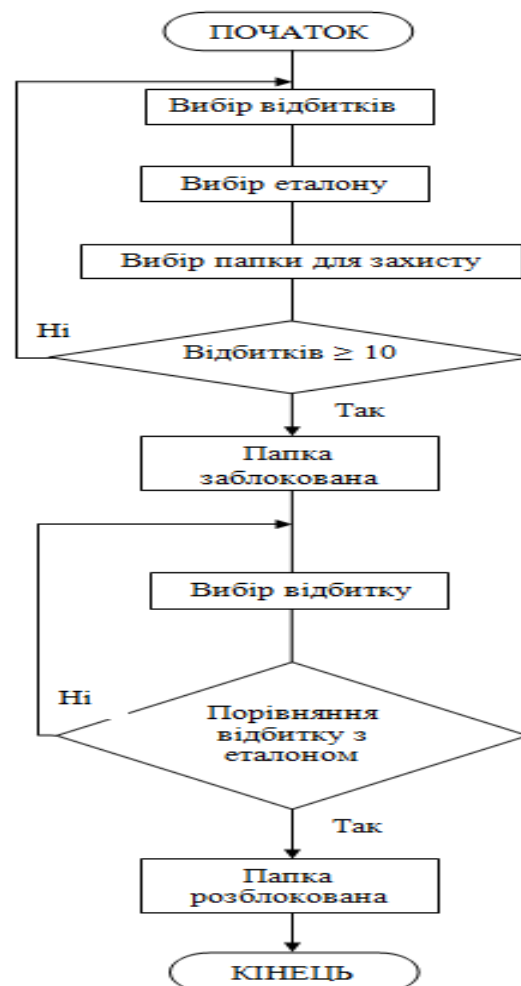 ПОЧАТОК
Вибір відбитків
Вибір еталону
Вибір папки для захисту
Ні
Відбитків ≥ 10
Так
Папка
заблокована
Вибір відбитку
Ні
Порівняння
відбитку з
еталоном
Так
Папка
розблокована
КІНЕЦЬ